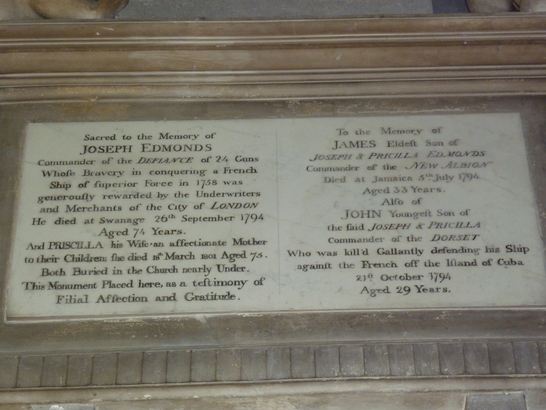 Sacred to the Memory of
JOSEPH EDMONDS
Commander of the DEFIANCE of 24 Guns
Whoſe Bravery in conquering a French
Ship of ſuperior Force in 1758 was
generouſly rewarded by the Underwriters
and Merchants of the City of LONDON
He died at Swanage 26th September 1794
Aged 74 Years.
And PRISCILLA his Wife, an affectionate Mother
to their Children; ſhe died March 1801 Aged 75.
Both Buried in the Church nearly Under.
This Monument Placed here, as a teſtimony of
Filial Affection and Gratitude.
To the Memory of
JAMES Eldeſt Son of
JOSEPH & PRICILLA EDMONDS
Commander of the NEW ALBION
Died at Jamaica 5th July 1794
Aged 33 Years.
Alſo of
JOHN Youngeſt Son of
the ſaid JOSEPH & PRICILLA
Commander of the DORSET
Who was kill'd Gallantly defending his Ship
againſt the French off the Iſland of Cuba
21ſt October 1794
Aged 29 Years.